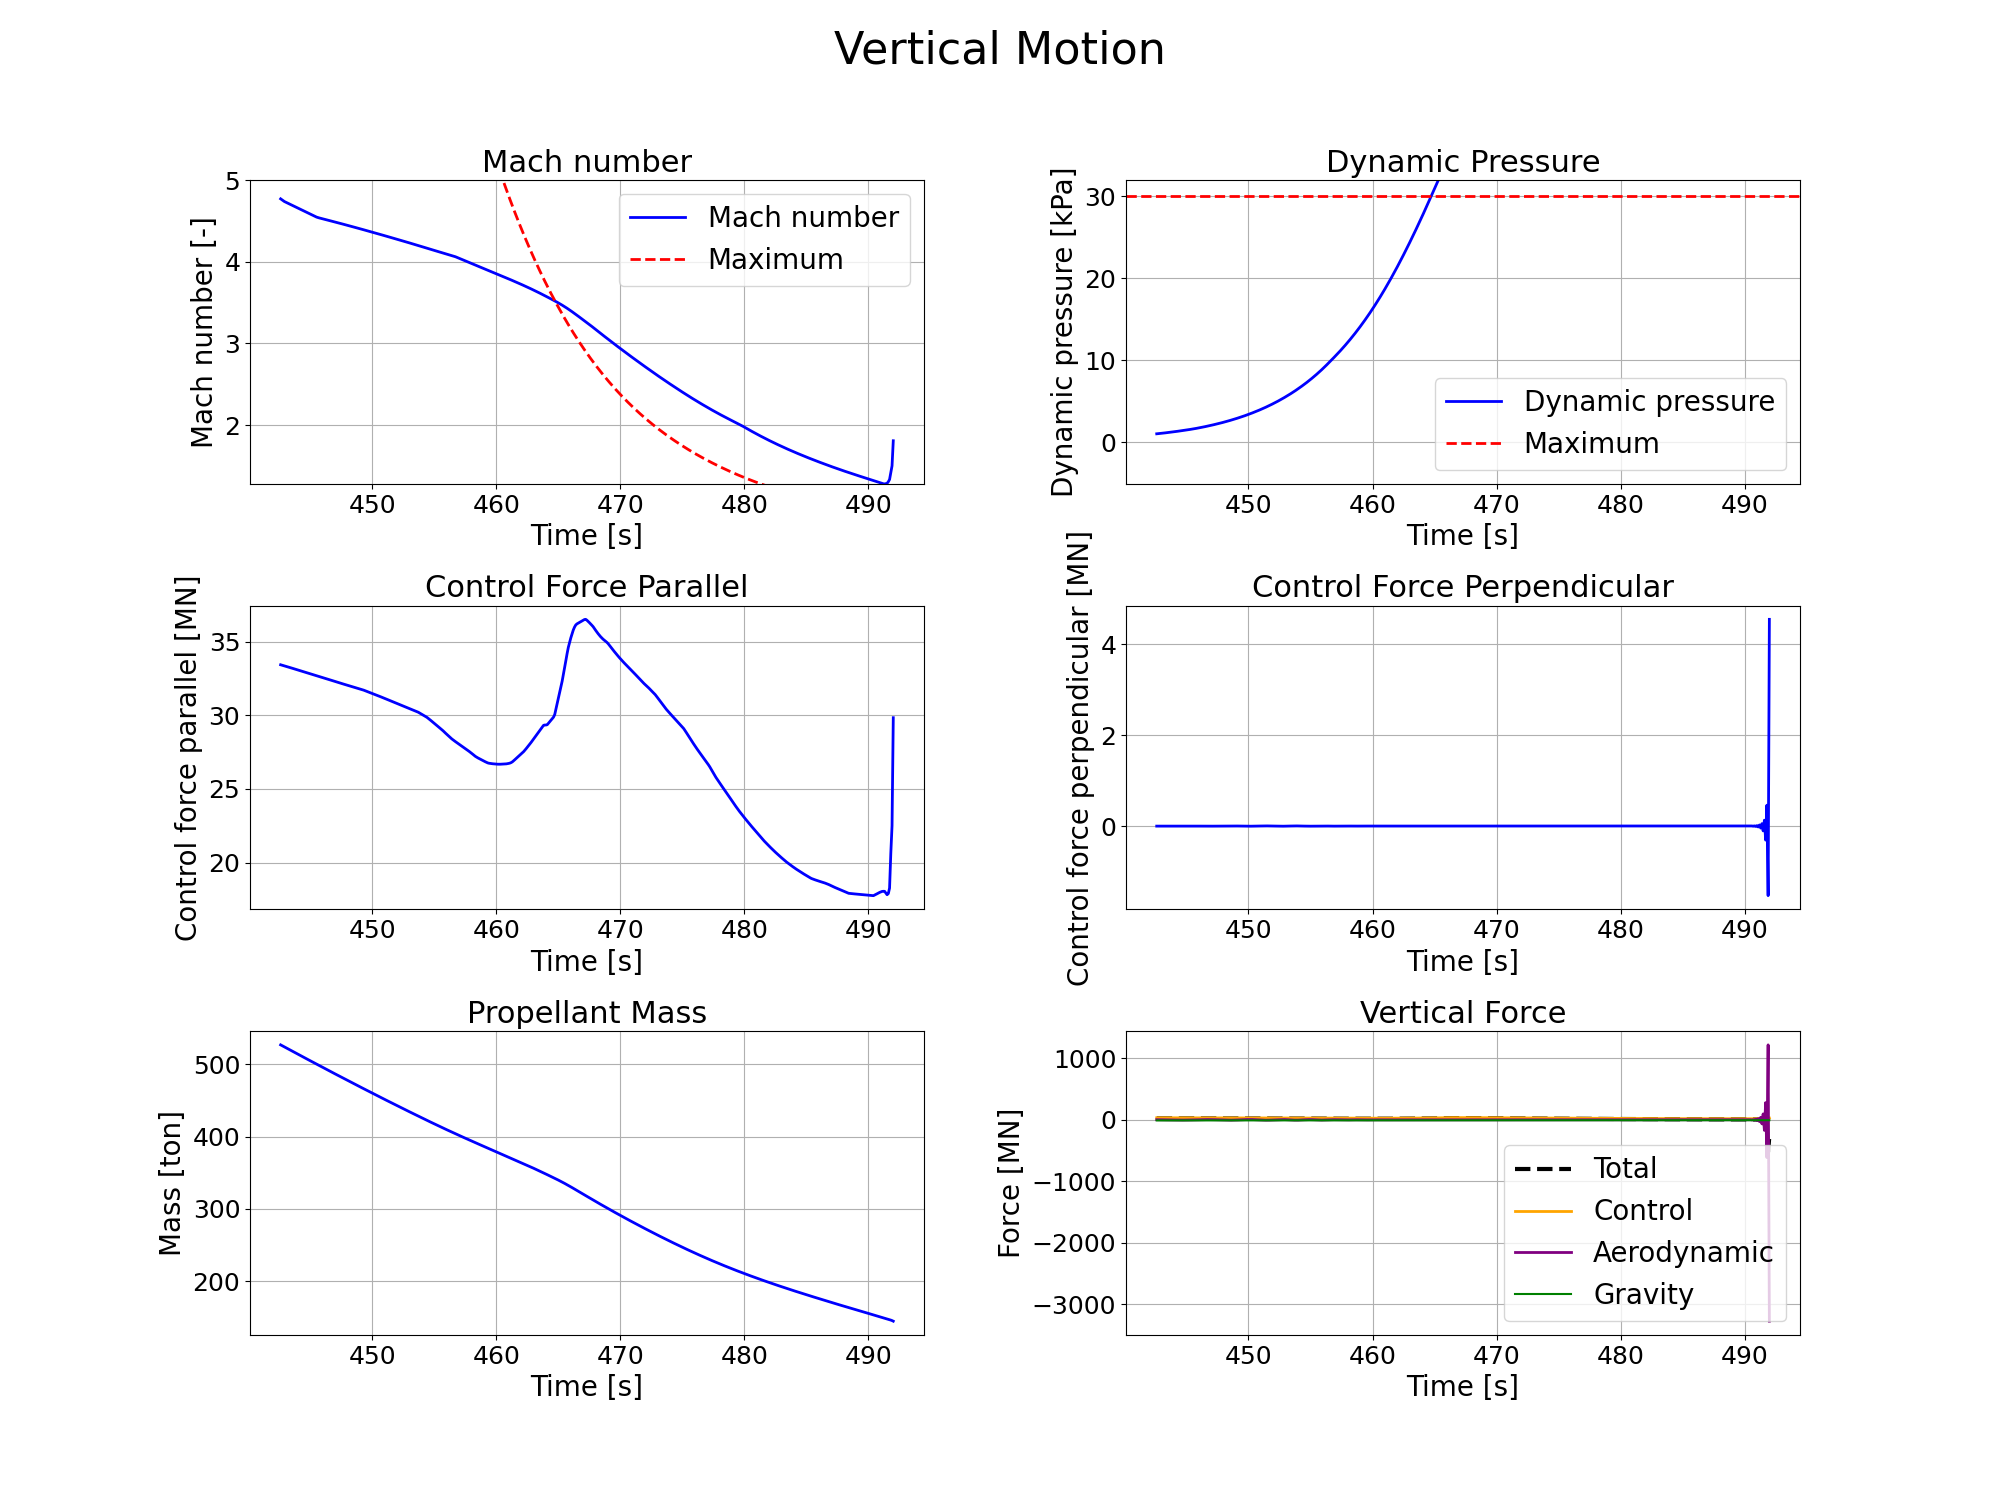 Vertical Motion
Mach number
Mach number [-]
5
4
3
2
Mach number
Maximum
450 460 470 480 490
Time [s]
Dynamic Pressure
Dynamic pressure [kPa]
30
20
10
0
Dynamic pressure
Maximum
450 460 470 480 490
Time [s]
Control Force Parallel
Control force parallel [MN]
35
30
25
20
450 460 470 480 490
Time [s]
Control Force Perpendicular
Control force perpendicular [MN]
4
2
0
450 460 470 480 490
Time [s]
Propellant Mass
Mass [ton]
500
400
300
200
450 460 470 480 490
Time [s]
Vertical Force
Force [MN]
1000
0
−1000
−2000
−3000
Total
Control
Aerodynamic
Gravity
450 460 470 480 490
Time [s]